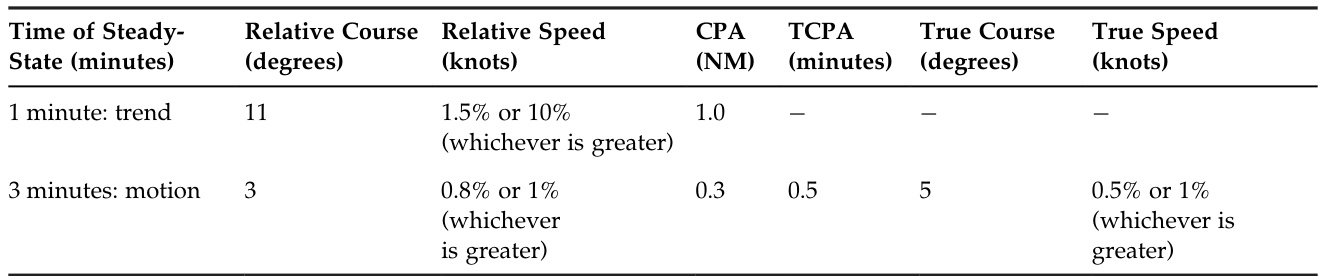 Time of Steady- Relative Course Relative Speed CPA TCPA True Course True Speed
State (minutes) (degrees) (knots) (NM) (minutes) (degrees) (knots)
1 minute: trend 11 1.5% or 10% 1.0 − − −
(whichever is greater)
3 minutes: motion 3 0.8% or 1% 0.3 0.5 5 0.5% or 1%
(whichever (whichever is
is greater) greater)